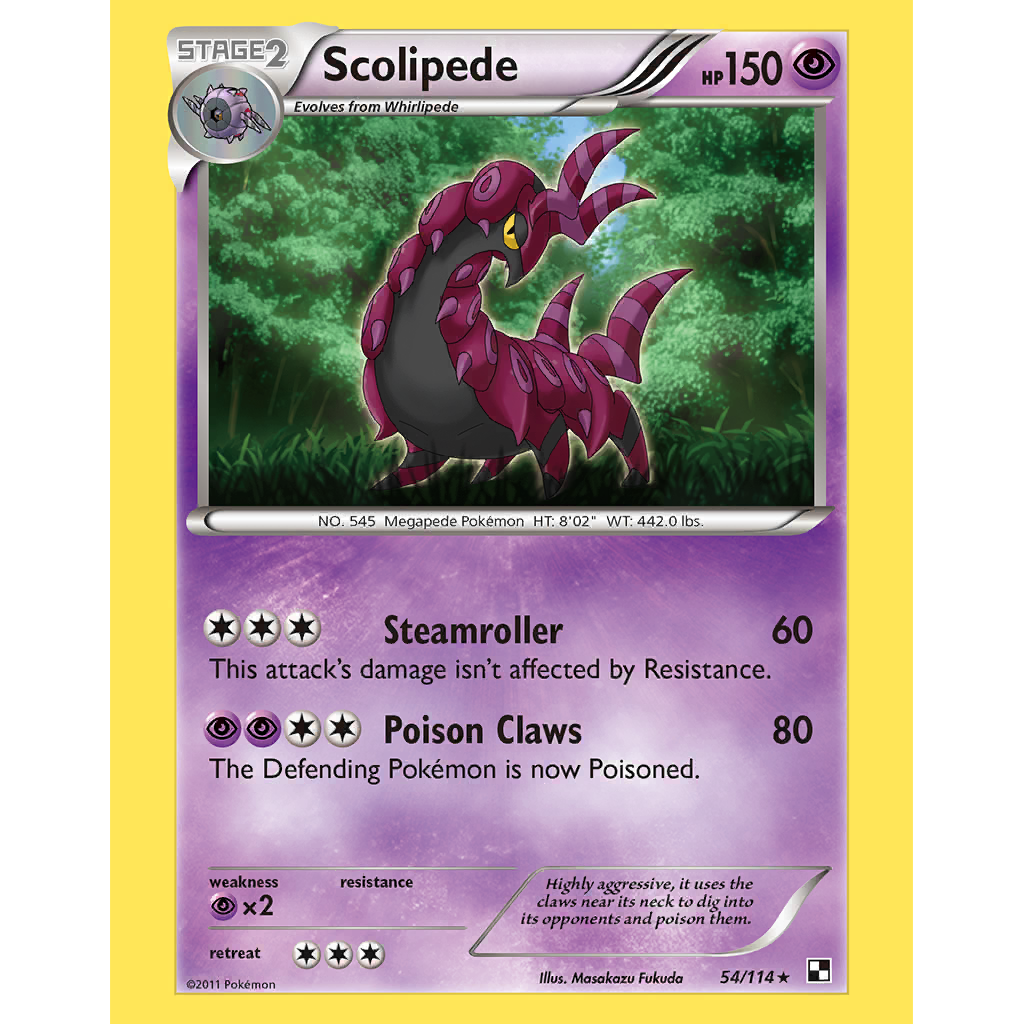 STAGE2
Scolipede
HP150
Evolves from Whirlipede
NO. 545 Megapede Pokémon HT: 8'02" WT: 442.0 lbs.
Steamroller 60
This attack's damage isn't affected by Resistance.
Poison Claws 80
The Defending Pokémon is now Poisoned.
weakness resistance
×2
Highly aggressive, it uses the
claws near its neck to dig into
its opponents and poison them.
retreat
Illus. Masakazu Fukuda 54/114★
©2011 Pokémon